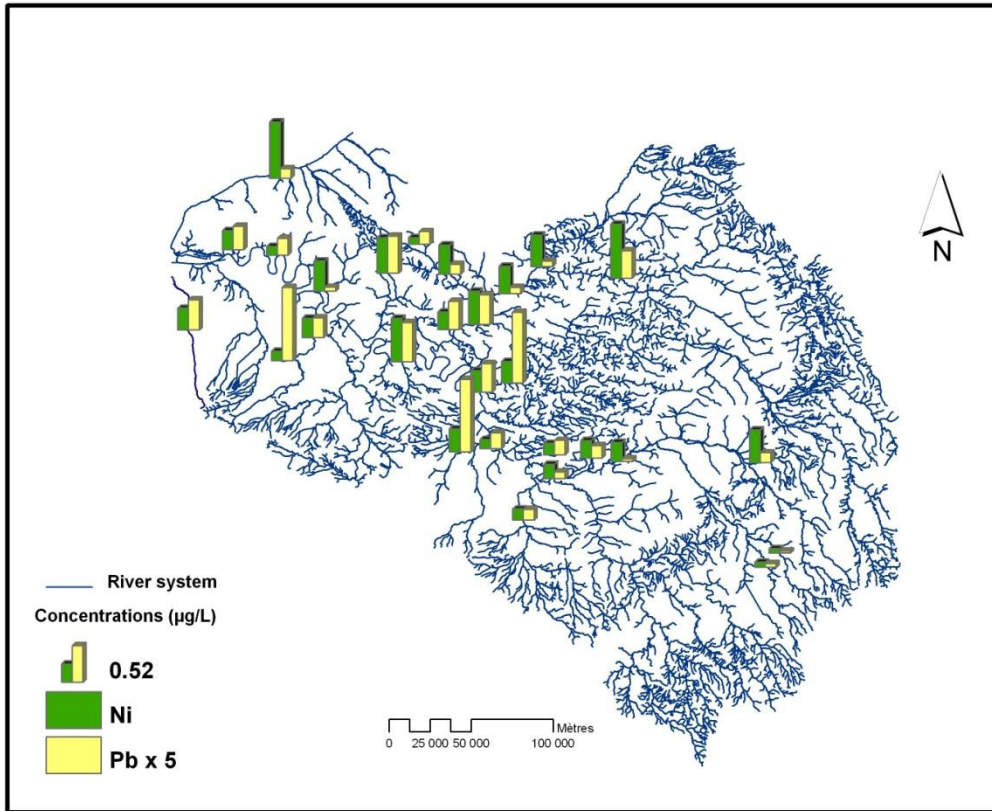 N
River system
Concentrations (µg/L)
0.52
Ni
Pb x 5
Mètres
0 25 000 50 000 100 000